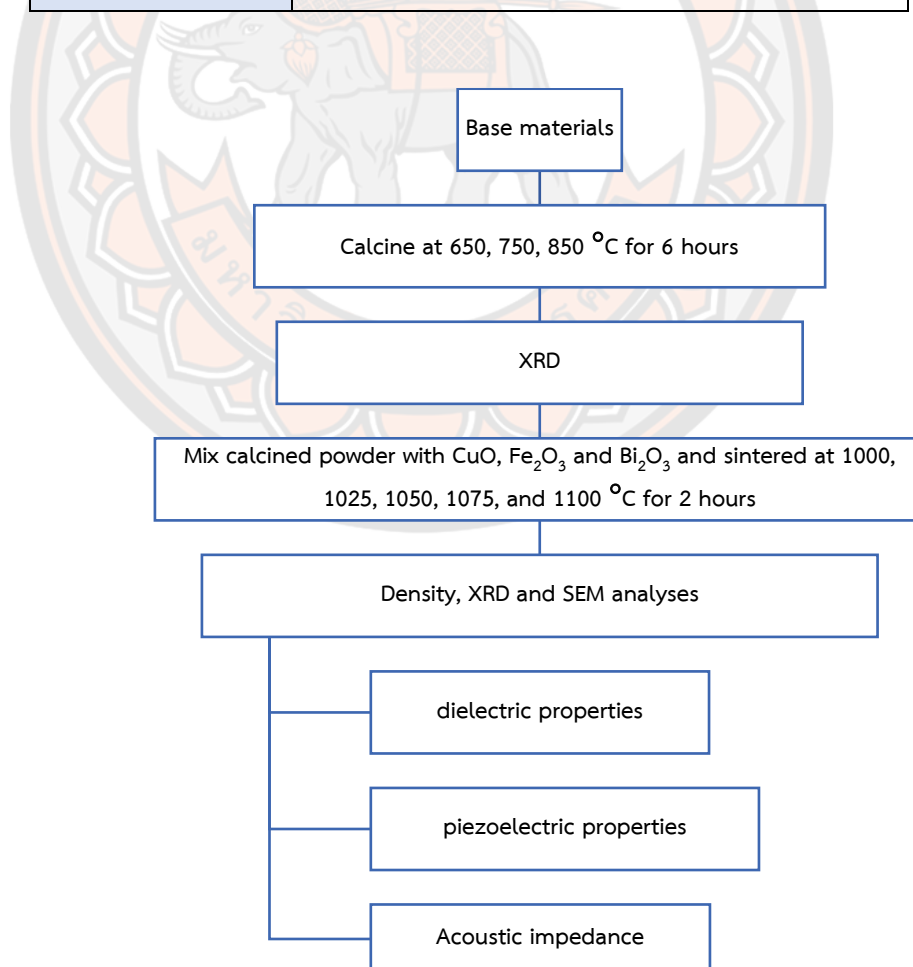 Base materials
Calcine at 650, 750, 850 °C for 6 hours
XRD
Mix calcined powder with CuO, Fe₂O₃ and Bi₂O₃ and sintered at 1000,
1025, 1050, 1075, and 1100 °C for 2 hours
Density, XRD and SEM analyses
dielectric properties
piezoelectric properties
Acoustic impedance